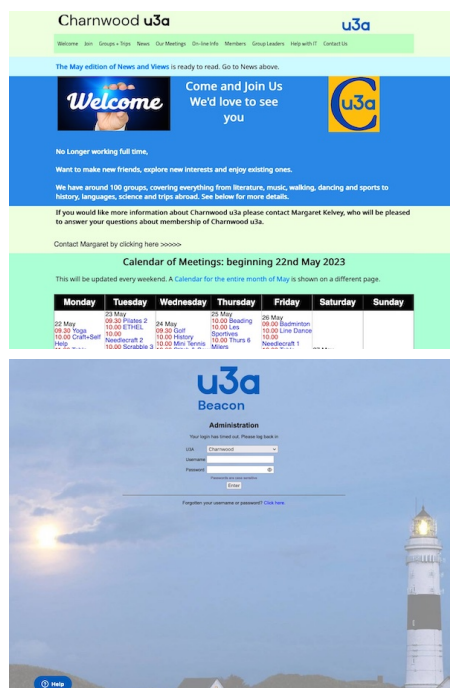 Charnwood u3a
u3a
Welcome Join Groups + Trips News Our Meetings On-line Info Members Group Leaders Help with IT Contact Us
The May edition of News and Views is ready to read. Go to News above.
Welcome
Come and Join Us
We'd love to see
you
u3a
No Longer working full time,
Want to make new friends, explore new interests and enjoy existing ones.
We have around 100 groups, covering everything from literature, music, walking, dancing and sports to
history, languages, science and trips abroad. See below for more details.
If you would like more information about Charnwood u3a please contact Margaret Kelvey, who will be pleased
to answer your questions about membership of Charnwood u3a.
Contact Margaret by clicking here >>>>>
Calendar of Meetings: beginning 22nd May 2023
This will be updated every weekend. A Calendar for the entire month of May is shown on a different page.
Monday Tuesday Wednesday Thursday Friday Saturday Sunday
22 May
09.30 Yoga
10.00 Craft+Self
Help
23 May
09.30 Pilates 2
10.00 ETHEL
10.00
Needlecraft 2
10.00 Scrabble 3
24 May
09.30 Golf
10.00 History
10.00 Mini Tennis
25 May
10.00 Beading
10.00 Les
Sportives
10.00 Thurs 6
Milers
26 May
09.00 Badminton
10.00 Line Dance
10.00
Needlecraft 1
u3a
Beacon
Administration
Your login has timed out. Please log back in
U3A Charnwood
Username
Password
Passwords are case sensitive
Enter
Forgotten your username or password? Click here.
Help